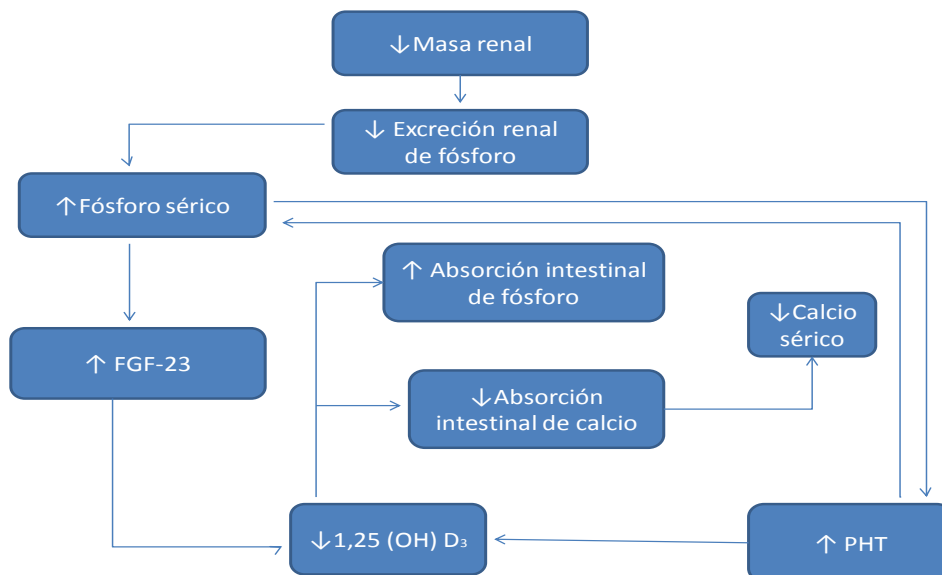 ↓Masa renal
↓ Excreción renal
de fósforo
↑Fósforo sérico
↑ Absorción intestinal
de fósforo
↓Calcio
sérico
↑ FGF-23
↓Absorción
intestinal de calcio
↓1,25 (OH) D₃
↑ PHT